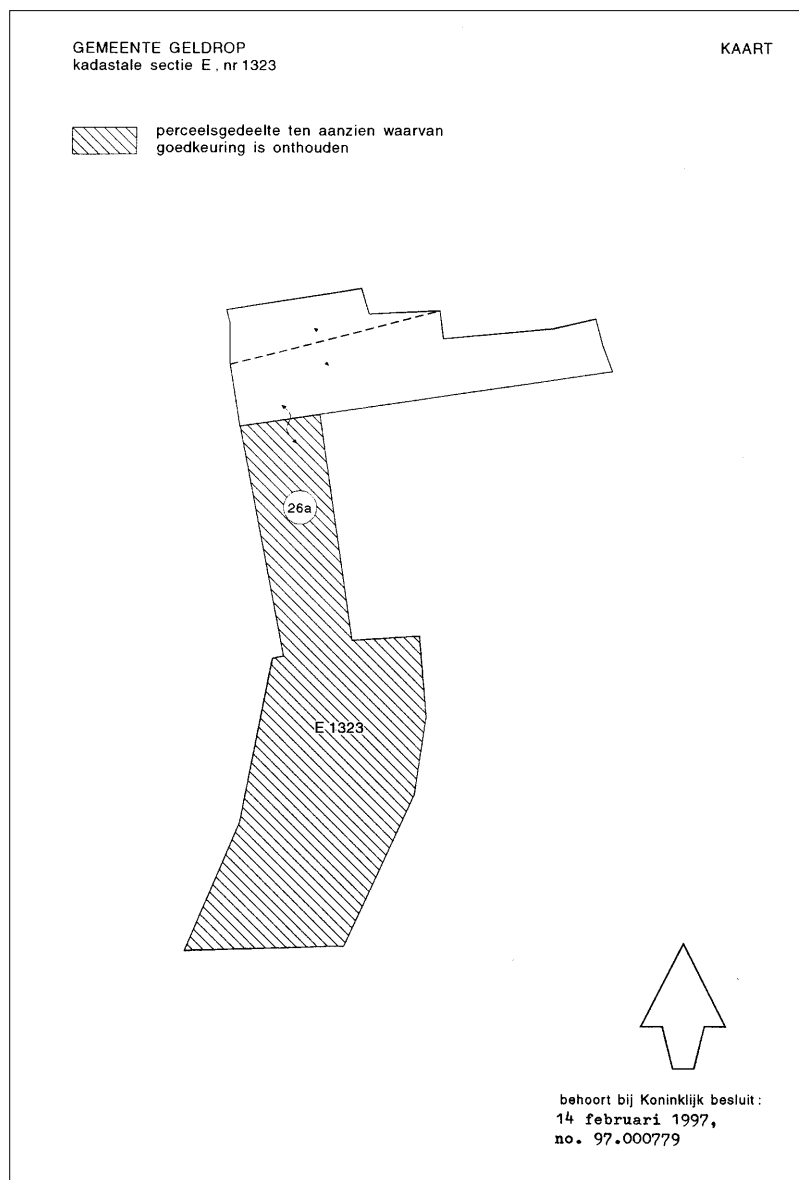 GEMEENTE GELDROP
kadastale sectie E, nr 1323
KAART
perceelsgedeelte ten aanzien waarvan
goedkeuring is onthouden
26a
E 1323
behoort bij Koninklijk besluit:
14 februari 1997,
no. 97.000779